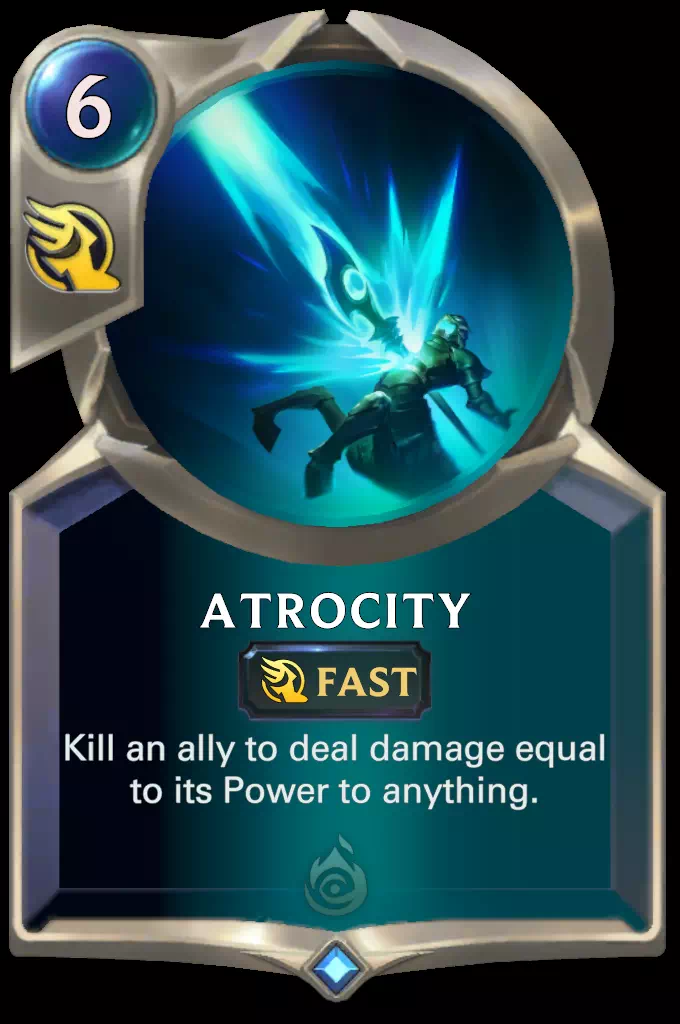 6
ATROCITY
FAST
Kill an ally to deal damage equal
to its Power to anything.